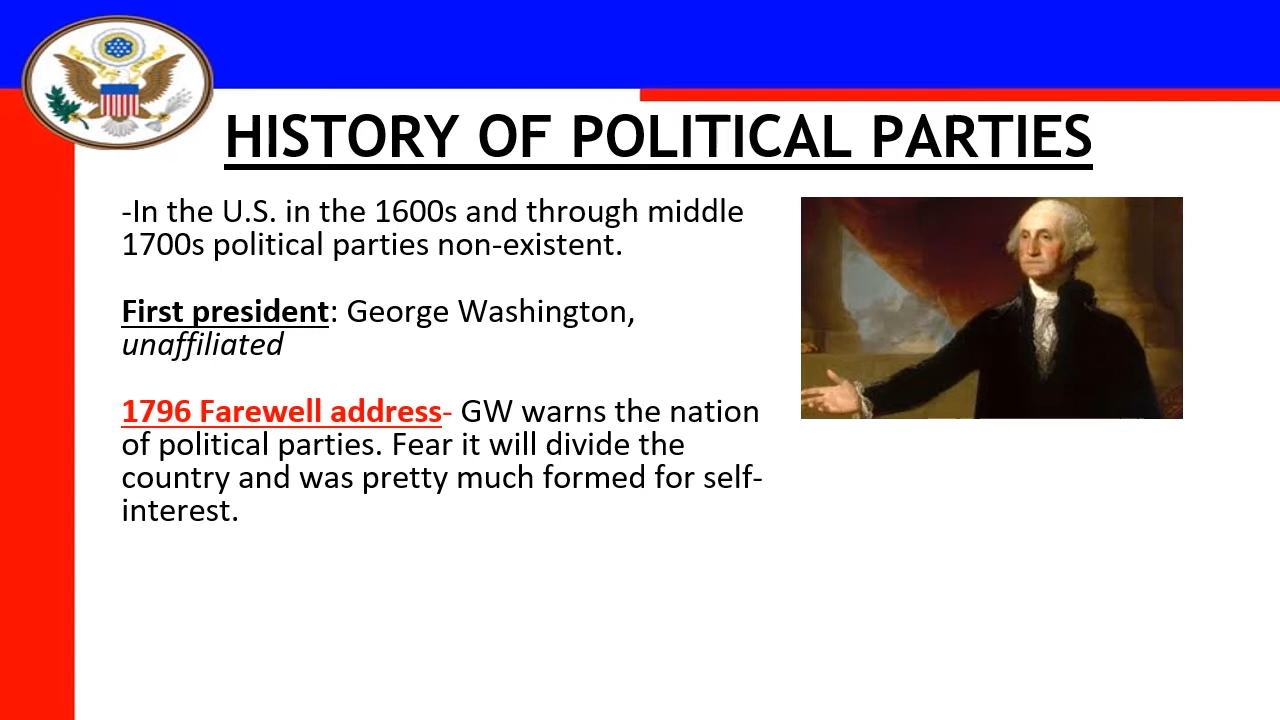 HISTORY OF POLITICAL PARTIES
-In the U.S. in the 1600s and through middle
1700s political parties non-existent.
First president: George Washington,
unaffiliated
1796 Farewell address- GW warns the nation
of political parties. Fear it will divide the
country and was pretty much formed for self-
interest.